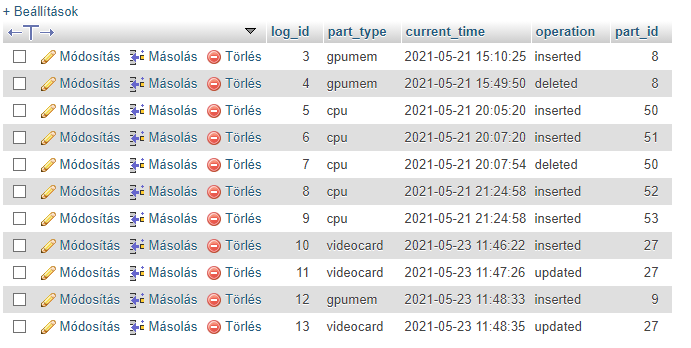 + Beállítások
←T→ log_id part_type current_time operation part_id
Módosítás Másolás Törlés 3 gpumem 2021-05-21 15:10:25 inserted 8
Módosítás Másolás Törlés 4 gpumem 2021-05-21 15:49:50 deleted 8
Módosítás Másolás Törlés 5 cpu 2021-05-21 20:05:20 inserted 50
Módosítás Másolás Törlés 6 cpu 2021-05-21 20:07:20 inserted 51
Módosítás Másolás Törlés 7 cpu 2021-05-21 20:07:54 deleted 50
Módosítás Másolás Törlés 8 cpu 2021-05-21 21:24:58 inserted 52
Módosítás Másolás Törlés 9 cpu 2021-05-21 21:24:58 inserted 53
Módosítás Másolás Törlés 10 videocard 2021-05-23 11:46:22 inserted 27
Módosítás Másolás Törlés 11 videocard 2021-05-23 11:47:26 updated 27
Módosítás Másolás Törlés 12 gpumem 2021-05-23 11:48:33 inserted 9
Módosítás Másolás Törlés 13 videocard 2021-05-23 11:48:35 updated 27